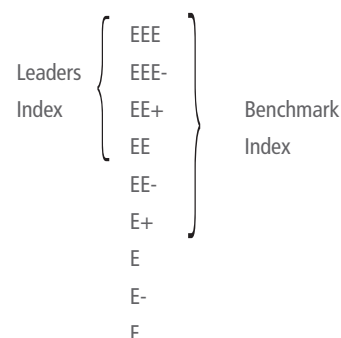 EEE
Leaders EEE-
Index EE+ Benchmark
EE Index
EE-
E+
E
E-
F